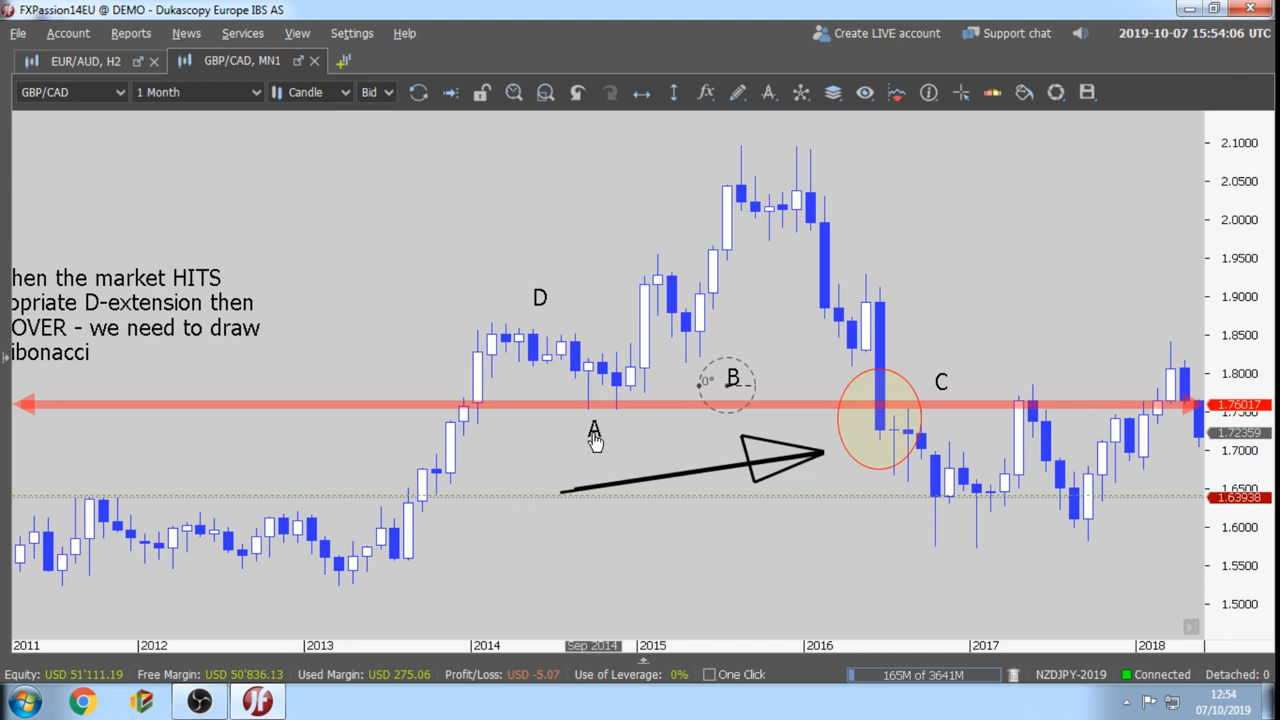 FXPassion14EU @ DEMO - Dukascopy Europe IBS AS
File Account Reports News Services View Settings Help
Create LIVE account Support chat 2019-10-07 15:54:06 UTC
EUR/AUD, H2 GBP/CAD, MN1
GBP/CAD 1 Month Candle Bid
2.1000
2.0500
2.0000
1.9500
hen the market HITS
opriate D-extension then
OVER - we need to draw
ibonacci
D
1.9000
1.8500
0° B C
1.8000
1.76017
1.7500
A
1.72359
1.7000
1.6500
1.63938
1.6000
1.5500
1.5000
2011 2012 2013 2014 Sep 2014 2015 2016 2017 2018
Equity: USD 51'111.19 Free Margin: USD 50'836.13 Used Margin: USD 275.06 Profit/Loss: USD -5.07 Use of Leverage: 0% One Click 165M of 3641M NZDJPY-2019 Connected Detached: 0
12:54
07/10/2019